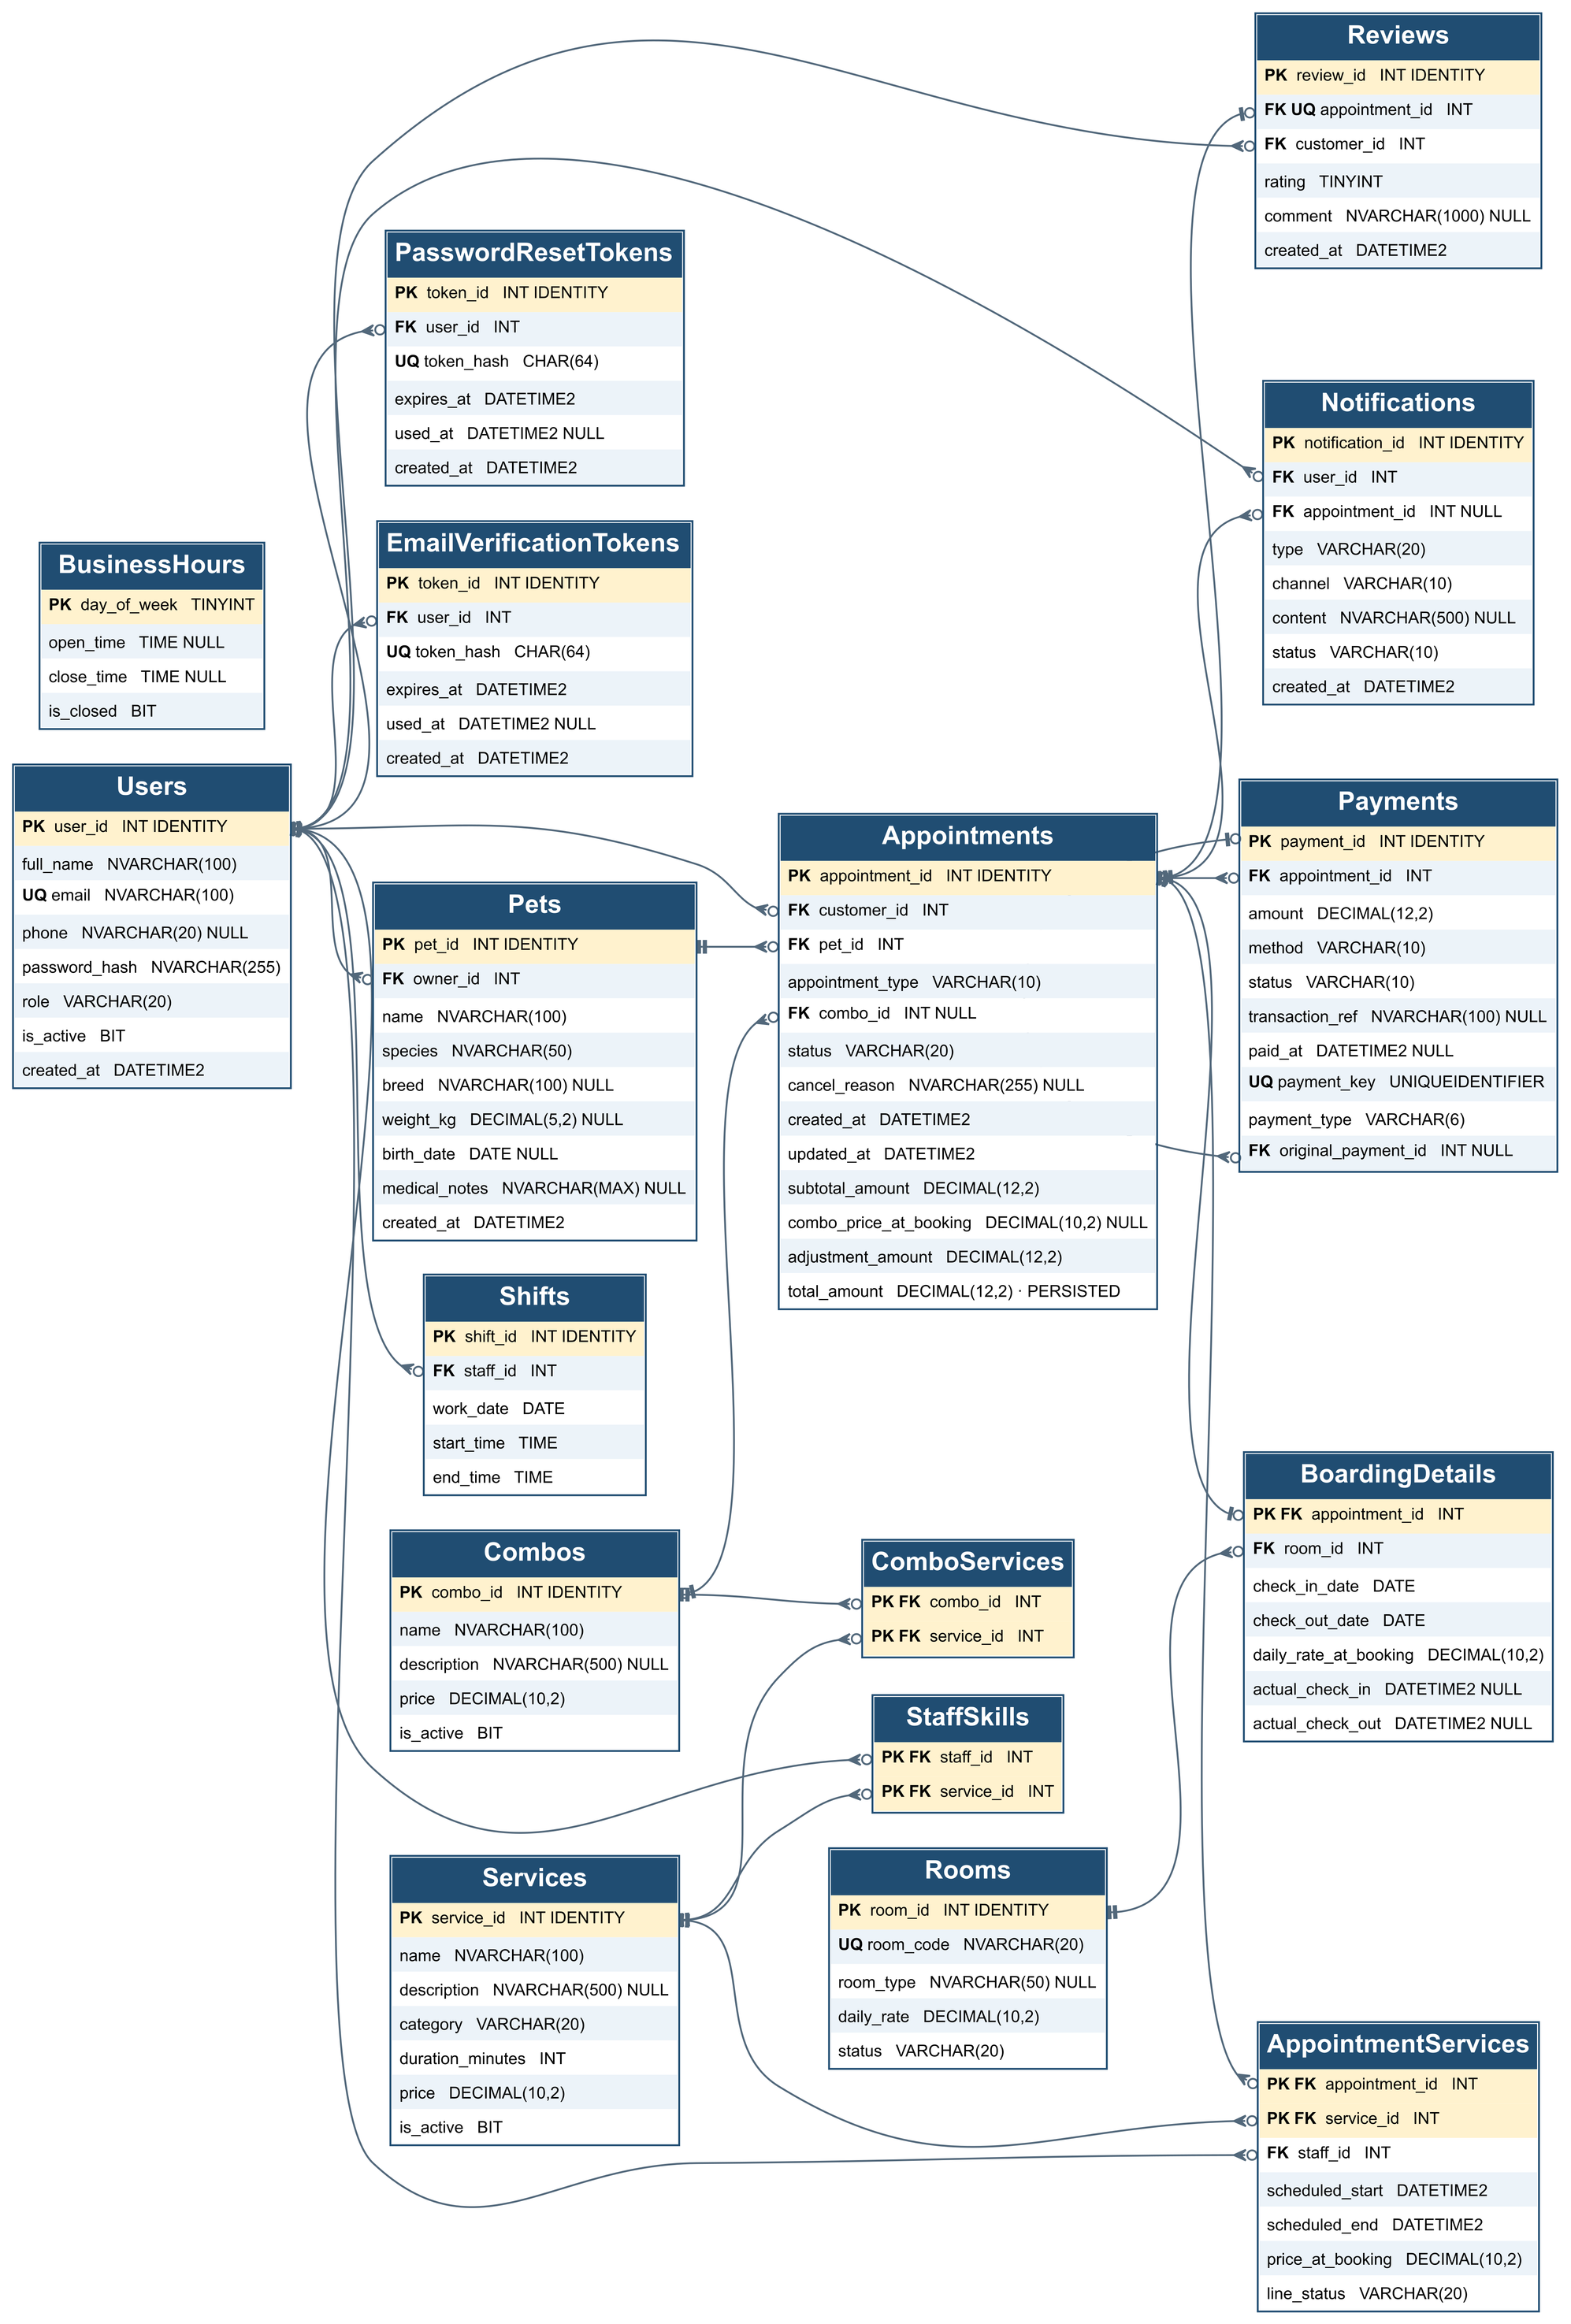 Reviews
PK review_id INT IDENTITY
FK UQ appointment_id INT
FK customer_id INT
rating TINYINT
comment NVARCHAR(1000) NULL
created_at DATETIME2
PasswordResetTokens
PK token_id INT IDENTITY
FK user_id INT
UQ token_hash CHAR(64)
expires_at DATETIME2
used_at DATETIME2 NULL
created_at DATETIME2
Notifications
PK notification_id INT IDENTITY
FK user_id INT
FK appointment_id INT NULL
type VARCHAR(20)
channel VARCHAR(10)
content NVARCHAR(500) NULL
status VARCHAR(10)
created_at DATETIME2
EmailVerificationTokens
PK token_id INT IDENTITY
FK user_id INT
UQ token_hash CHAR(64)
expires_at DATETIME2
used_at DATETIME2 NULL
created_at DATETIME2
BusinessHours
PK day_of_week TINYINT
open_time TIME NULL
close_time TIME NULL
is_closed BIT
Users
PK user_id INT IDENTITY
full_name NVARCHAR(100)
UQ email NVARCHAR(100)
phone NVARCHAR(20) NULL
password_hash NVARCHAR(255)
role VARCHAR(20)
is_active BIT
created_at DATETIME2
Pets
PK pet_id INT IDENTITY
FK owner_id INT
name NVARCHAR(100)
species NVARCHAR(50)
breed NVARCHAR(100) NULL
weight_kg DECIMAL(5,2) NULL
birth_date DATE NULL
medical_notes NVARCHAR(MAX) NULL
created_at DATETIME2
Appointments
PK appointment_id INT IDENTITY
FK customer_id INT
FK pet_id INT
appointment_type VARCHAR(10)
FK combo_id INT NULL
status VARCHAR(20)
cancel_reason NVARCHAR(255) NULL
created_at DATETIME2
updated_at DATETIME2
subtotal_amount DECIMAL(12,2)
combo_price_at_booking DECIMAL(10,2) NULL
adjustment_amount DECIMAL(12,2)
total_amount DECIMAL(12,2) · PERSISTED
Payments
PK payment_id INT IDENTITY
FK appointment_id INT
amount DECIMAL(12,2)
method VARCHAR(10)
status VARCHAR(10)
transaction_ref NVARCHAR(100) NULL
paid_at DATETIME2 NULL
UQ payment_key UNIQUEIDENTIFIER
payment_type VARCHAR(6)
FK original_payment_id INT NULL
Shifts
PK shift_id INT IDENTITY
FK staff_id INT
work_date DATE
start_time TIME
end_time TIME
BoardingDetails
PK FK appointment_id INT
FK room_id INT
check_in_date DATE
check_out_date DATE
daily_rate_at_booking DECIMAL(10,2)
actual_check_in DATETIME2 NULL
actual_check_out DATETIME2 NULL
Combos
PK combo_id INT IDENTITY
name NVARCHAR(100)
description NVARCHAR(500) NULL
price DECIMAL(10,2)
is_active BIT
ComboServices
PK FK combo_id INT
PK FK service_id INT
StaffSkills
PK FK staff_id INT
PK FK service_id INT
Services
PK service_id INT IDENTITY
name NVARCHAR(100)
description NVARCHAR(500) NULL
category VARCHAR(20)
duration_minutes INT
price DECIMAL(10,2)
is_active BIT
Rooms
PK room_id INT IDENTITY
UQ room_code NVARCHAR(20)
room_type NVARCHAR(50) NULL
daily_rate DECIMAL(10,2)
status VARCHAR(20)
AppointmentServices
PK FK appointment_id INT
PK FK service_id INT
FK staff_id INT
scheduled_start DATETIME2
scheduled_end DATETIME2
price_at_booking DECIMAL(10,2)
line_status VARCHAR(20)